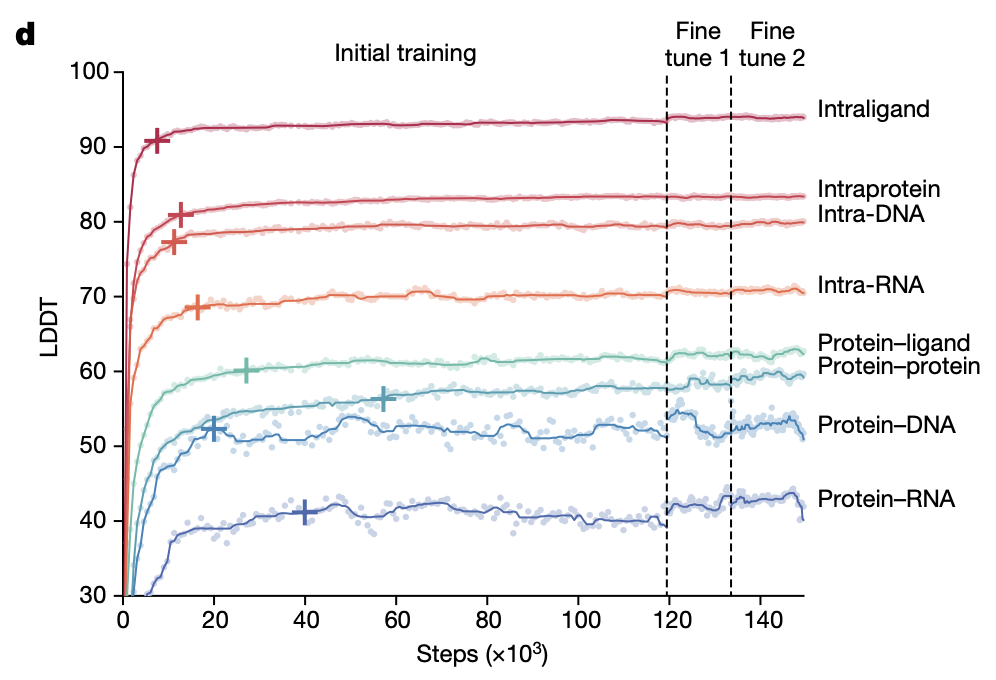 d
Initial training
Fine
tune 1
Fine
tune 2
LDDT
100
90
80
70
60
50
40
30
0 20 40 60 80 100 120 140
Steps (×10³)
Intraligand
Intraprotein
Intra-DNA
Intra-RNA
Protein–ligand
Protein–protein
Protein–DNA
Protein–RNA